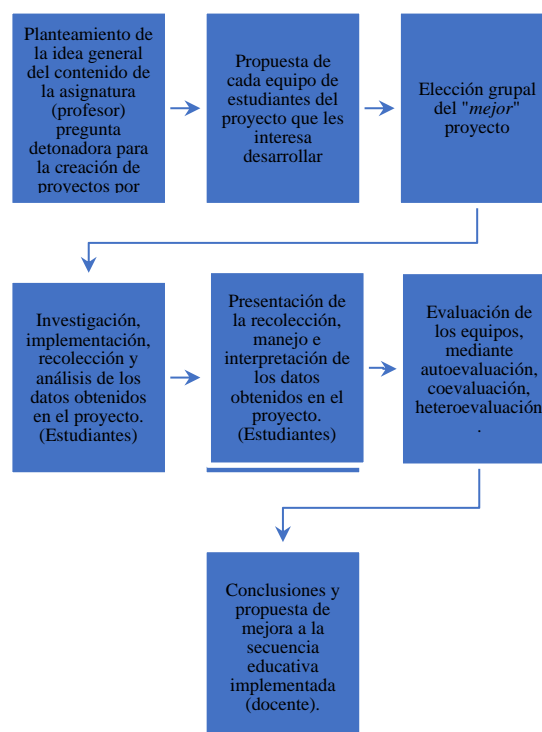 Planteamiento de
la idea general
del contenido de
la asignatura
(profesor)
pregunta
detonadora para
la creación de
proyectos por
Propuesta de
cada equipo de
estudiantes del
proyecto que les
interesa
desarrollar
Elección grupal
del "mejor"
proyecto
Investigación,
implementación,
recolección y
análisis de los
datos obtenidos
en el proyecto.
(Estudiantes)
Presentación de
la recolección,
manejo e
interpretación de
los datos
obtenidos en el
proyecto.
(Estudiantes)
Evaluación de
los equipos,
mediante
autoevaluación,
coevaluación,
heteroevaluación
.
Conclusiones y
propuesta de
mejora a la
secuencia
educativa
implementada
(docente).